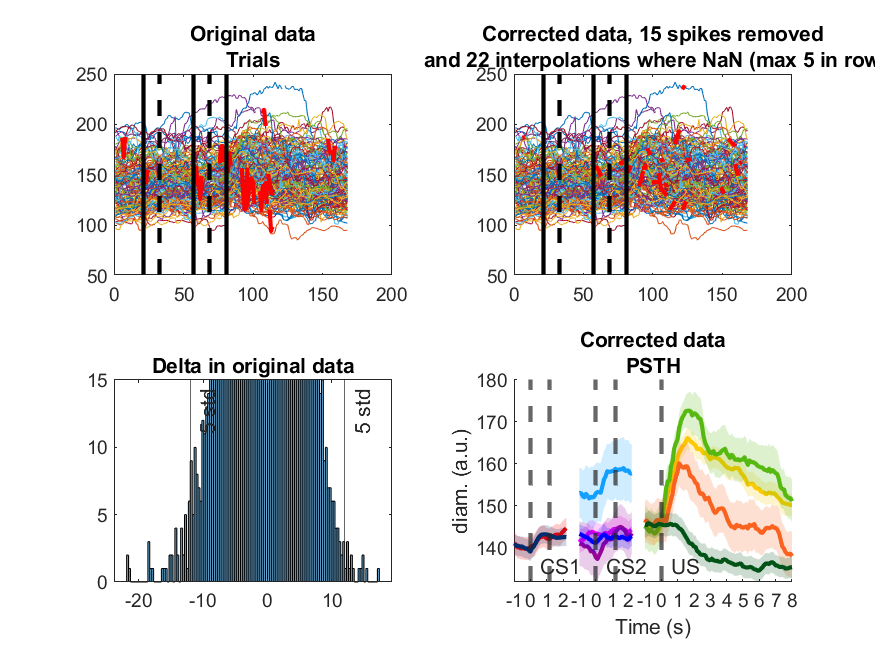 Original data
Trials
250
200
150
100
50
0 50 100 150 200
Corrected data, 15 spikes removed
and 22 interpolations where NaN (max 5 in row
250
200
150
100
50
0 50 100 150 200
Delta in original data
15
10
5
0
-20 -10 0 10
5 std
5 std
Corrected data
PSTH
180
170
160
150
140
diam. (a.u.)
CS1 CS2 US
-1 0 1 2 -1 0 1 2 -1 0 1 2 3 4 5 6 7 8
Time (s)